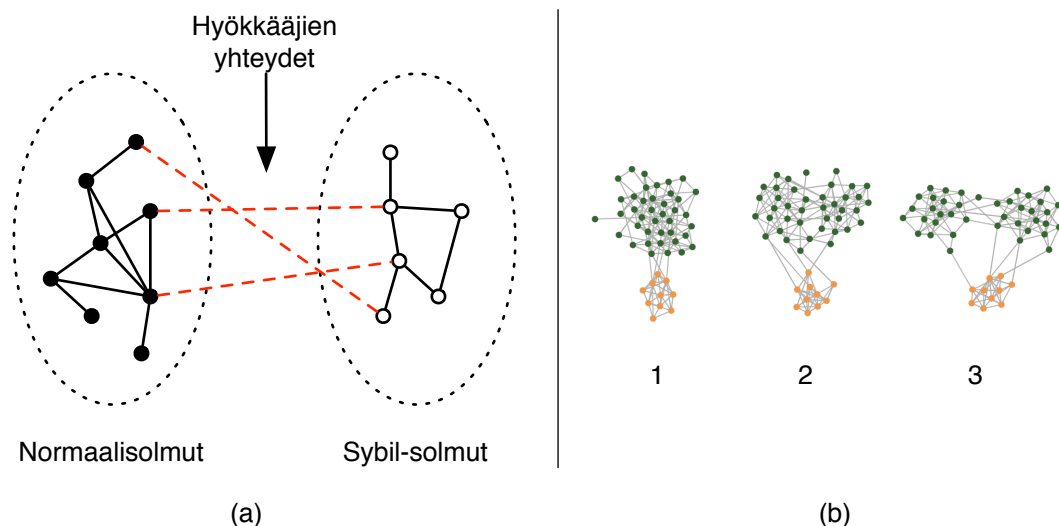 Hyökkääjien
yhteydet
Normaalisolmut
Sybil-solmut
(a)
1
2
3
(b)